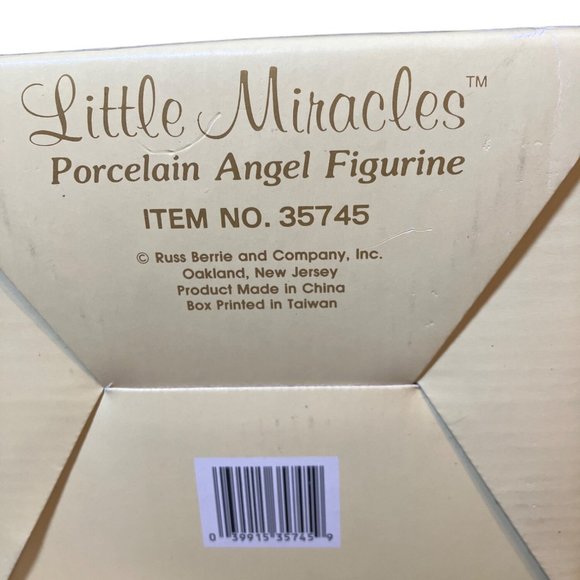 Little Miracles™
Porcelain Angel Figurine
ITEM NO. 35745
© Russ Berrie and Company, Inc.
Oakland, New Jersey
Product Made in China
Box Printed in Taiwan
0 39915 35745 9